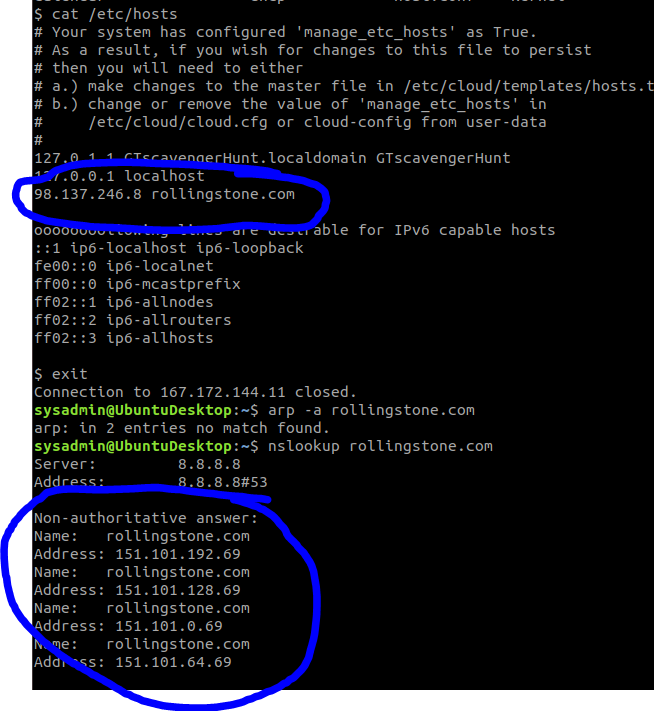 $ cat /etc/hosts
# Your system has configured 'manage_etc_hosts' as True.
# As a result, if you wish for changes to this file to persist
# then you will need to either
# a.) make changes to the master file in /etc/cloud/templates/hosts.t
# b.) change or remove the value of 'manage_etc_hosts' in
#     /etc/cloud/cloud.cfg or cloud-config from user-data
#
127.0.1.1 GTscavengerHunt.localdomain GTscavengerHunt
127.0.0.1 localhost
98.137.246.8 rollingstone.com
lines are desirable for IPv6 capable hosts
::1 ip6-localhost ip6-loopback
fe00::0 ip6-localnet
ff00::0 ip6-mcastprefix
ff02::1 ip6-allnodes
ff02::2 ip6-allrouters
ff02::3 ip6-allhosts
$ exit
Connection to 167.172.144.11 closed.
sysadmin@UbuntuDesktop:~$ arp -a rollingstone.com
arp: in 2 entries no match found.
sysadmin@UbuntuDesktop:~$ nslookup rollingstone.com
Server:         8.8.8.8
Address:        8.8.8.8#53
Non-authoritative answer:
Name:   rollingstone.com
Address: 151.101.192.69
Name:   rollingstone.com
Address: 151.101.128.69
Name:   rollingstone.com
Address: 151.101.0.69
Name:   rollingstone.com
Address: 151.101.64.69